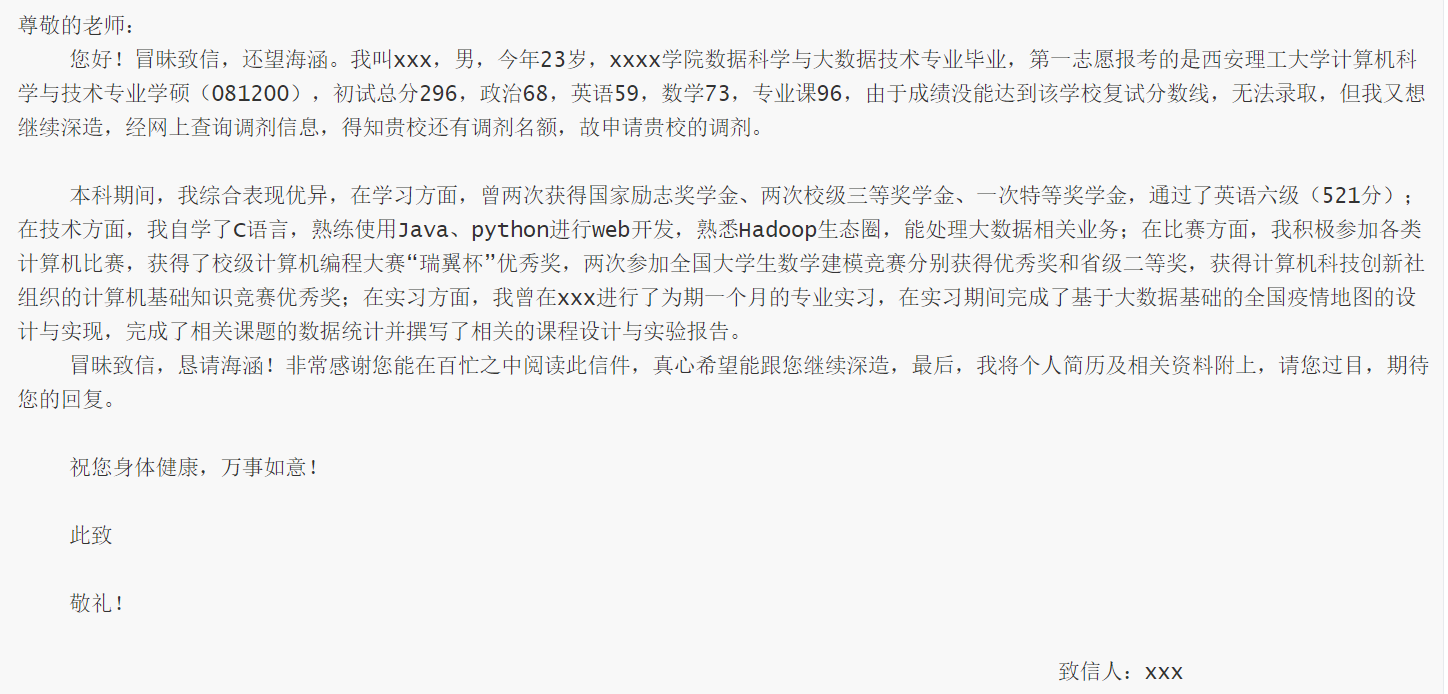 尊敬的老师：
您好！冒昧致信，还望海涵。我叫xxx，男，今年23岁，xxxx学院数据科学与大数据技术专业毕业，第一志愿报考的是西安理工大学计算机科
学与技术专业学硕（081200），初试总分296，政治68，英语59，数学73，专业课96，由于成绩没能达到该学校复试分数线，无法录取，但我又想
继续深造，经网上查询调剂信息，得知贵校还有调剂名额，故申请贵校的调剂。
本科期间，我综合表现优异，在学习方面，曾两次获得国家励志奖学金、两次校级三等奖学金、一次特等奖学金，通过了英语六级（521分）；
在技术方面，我自学了C语言，熟练使用Java、python进行web开发，熟悉Hadoop生态圈，能处理大数据相关业务；在比赛方面，我积极参加各类
计算机比赛，获得了校级计算机编程大赛“瑞翼杯”优秀奖，两次参加全国大学生数学建模竞赛分别获得优秀奖和省级二等奖，获得计算机科技创新社
组织的计算机基础知识竞赛优秀奖；在实习方面，我曾在xxx进行了为期一个月的专业实习，在实习期间完成了基于大数据基础的全国疫情地图的设
计与实现，完成了相关课题的数据统计并撰写了相关的课程设计与实验报告。
冒昧致信，恳请海涵！非常感谢您能在百忙之中阅读此信件，真心希望能跟您继续深造，最后，我将个人简历及相关资料附上，请您过目，期待
您的回复。
祝您身体健康，万事如意！
此致
敬礼！
致信人：xxx